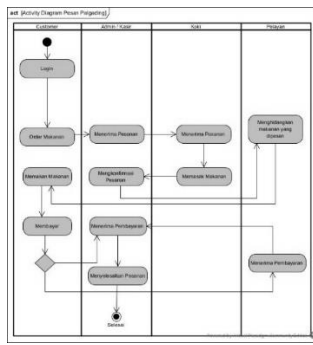 act [Activity Diagram Pesan Pelgading]
Customer
Admin / Kasir
Koki
Pelayan
Login
Order Makanan
Menerima Pesanan
Menerima Pesanan
Menghidangkan
makanan yang
dipesan
Memakan Makanan
Mengkonfirmasi
Pesanan
Memasak Makanan
Membayar
Menerima Pembayaran
Menerima Pembayaran
Menyelesaikan Pesanan
Selesai